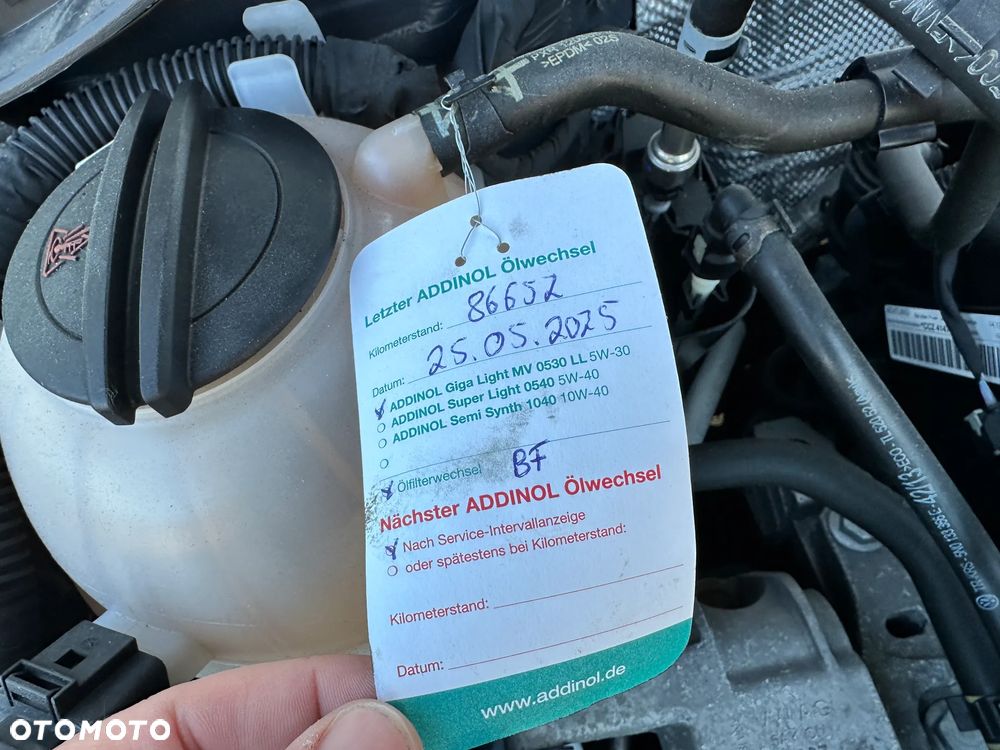 >EPDM< 025
Letzter ADDINOL Ölwechsel
Kilometerstand: 86652
Datum: 25.05.2025
ADDINOL Giga Light MV 0530 LL 5W-30
ADDINOL Super Light 0540 5W-40
ADDINOL Semi Synth 1040 10W-40
Ölfilterwechsel BF
Nächster ADDINOL Ölwechsel
Nach Service-Intervallanzeige
oder spätestens bei Kilometerstand:
Kilometerstand:
Datum:
www.addinol.de
OTOMOTO